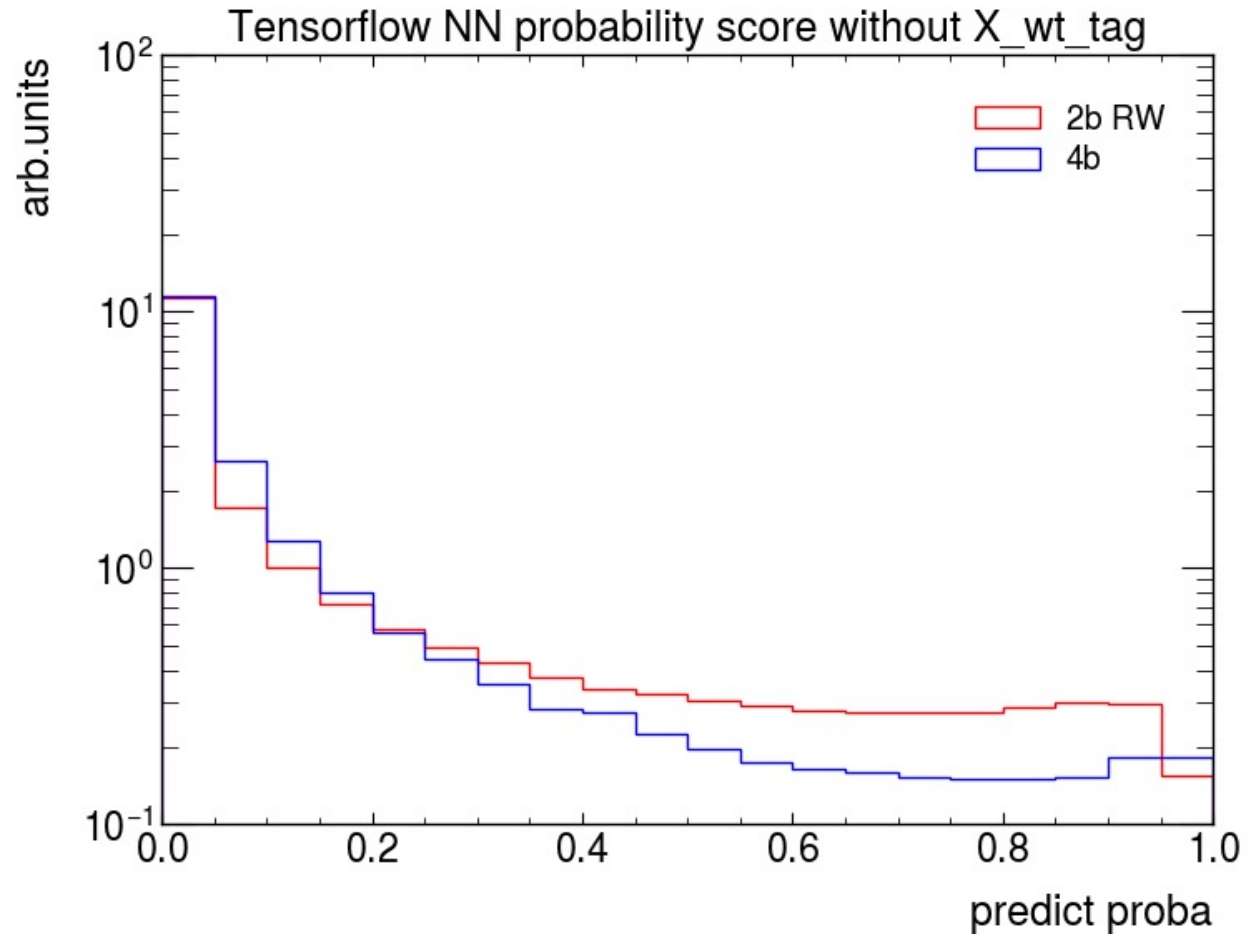 Tensorflow NN probability score without X_wt_tag
arb.units
10²
10¹
10⁰
10⁻¹
2b RW
4b
0.0 0.2 0.4 0.6 0.8 1.0
predict proba